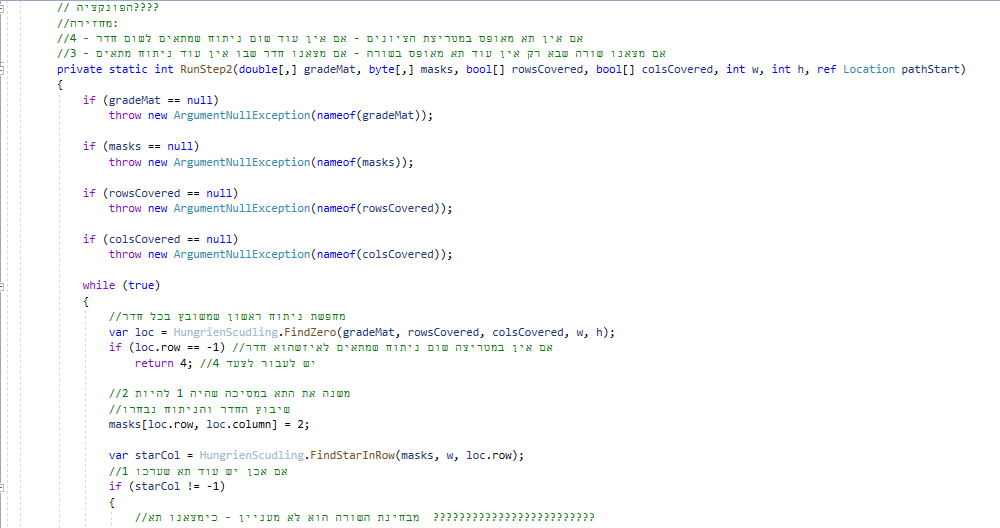 // הפונקציה????
//מחזירה:
//4 - אם אין תא מאופס במטריצת הציונים - אם אין עוד שום ניתוח שמתאים לשום חדר
//3 - אם מצאנו שורה שבא רק אין עוד תא מאופס בשורה - אם מצאנו חדר שבו אין עוד ניתוח מתאים
private static int RunStep2(double[,] gradeMat, byte[,] masks, bool[] rowsCovered, bool[] colsCovered, int w, int h, ref Location pathStart)
{
if (gradeMat == null)
throw new ArgumentNullException(nameof(gradeMat));
if (masks == null)
throw new ArgumentNullException(nameof(masks));
if (rowsCovered == null)
throw new ArgumentNullException(nameof(rowsCovered));
if (colsCovered == null)
throw new ArgumentNullException(nameof(colsCovered));
while (true)
{
//מחפשת ניתוח ראשון שמשובץ בכל חדר
var loc = HungrienScudling.FindZero(gradeMat, rowsCovered, colsCovered, w, h);
if (loc.row == -1) //אם אין במטריצה שום ניתוח שמתאים לאיזשהוא חדר
return 4; //יש לעבור לצעד 4
//משנה את התא במסיכה שהיה 1 להיות 2
//שיבוץ החדר והניתוח נבחרו
masks[loc.row, loc.column] = 2;
var starCol = HungrienScudling.FindStarInRow(masks, w, loc.row);
//אם אכן יש עוד תא שערכו 1
if (starCol != -1)
{
//מבחינת השורה הוא לא מעניין - כימצאנו תא ?????????????????????????